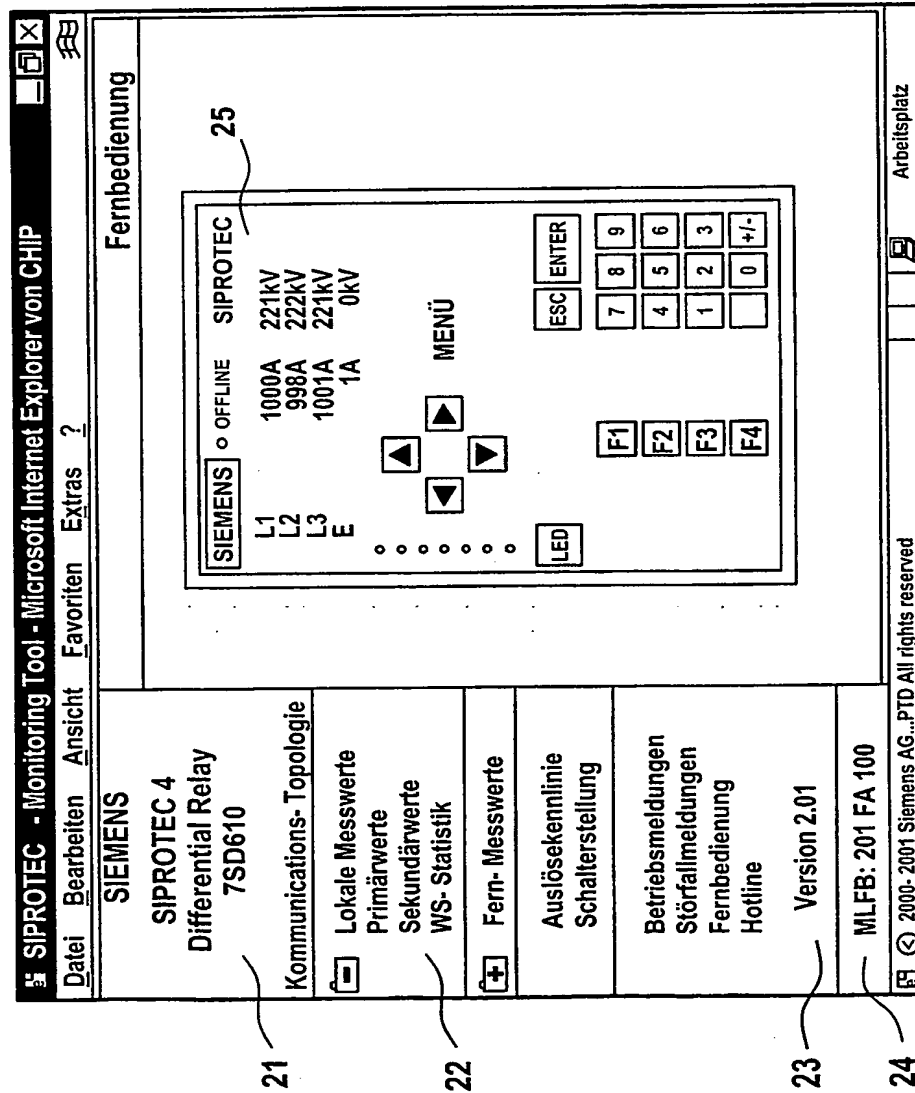 SIPROTEC - Monitoring Tool - Microsoft Internet Explorer von CHIP
Datei Bearbeiten Ansicht Favoriten Extras ?
SIEMENS
SIPROTEC 4
Differential Relay
7SD610
Kommunications- Topologie
Lokale Messwerte
Primärwerte
Sekundärwerte
WS- Statistik
Fern- Messwerte
Auslösekennlinie
Schalterstellung
Betriebsmeldungen
Störfallmeldungen
Fernbedienung
Hotline
Version 2.01
MLFB: 201 FA 100
Fernbedienung
SIEMENS OFFLINE SIPROTEC
L1 1000A 221kV
L2 998A 222kV
L3 1001A 221kV
E 1A 0kV
MENÜ
LED ESC ENTER
F1 7 8 9
F2 4 5 6
F3 1 2 3
F4 0 +/-
2000- 2001 Siemens AG...PTD All rights reserved Arbeitsplatz
21
22
23
24
25